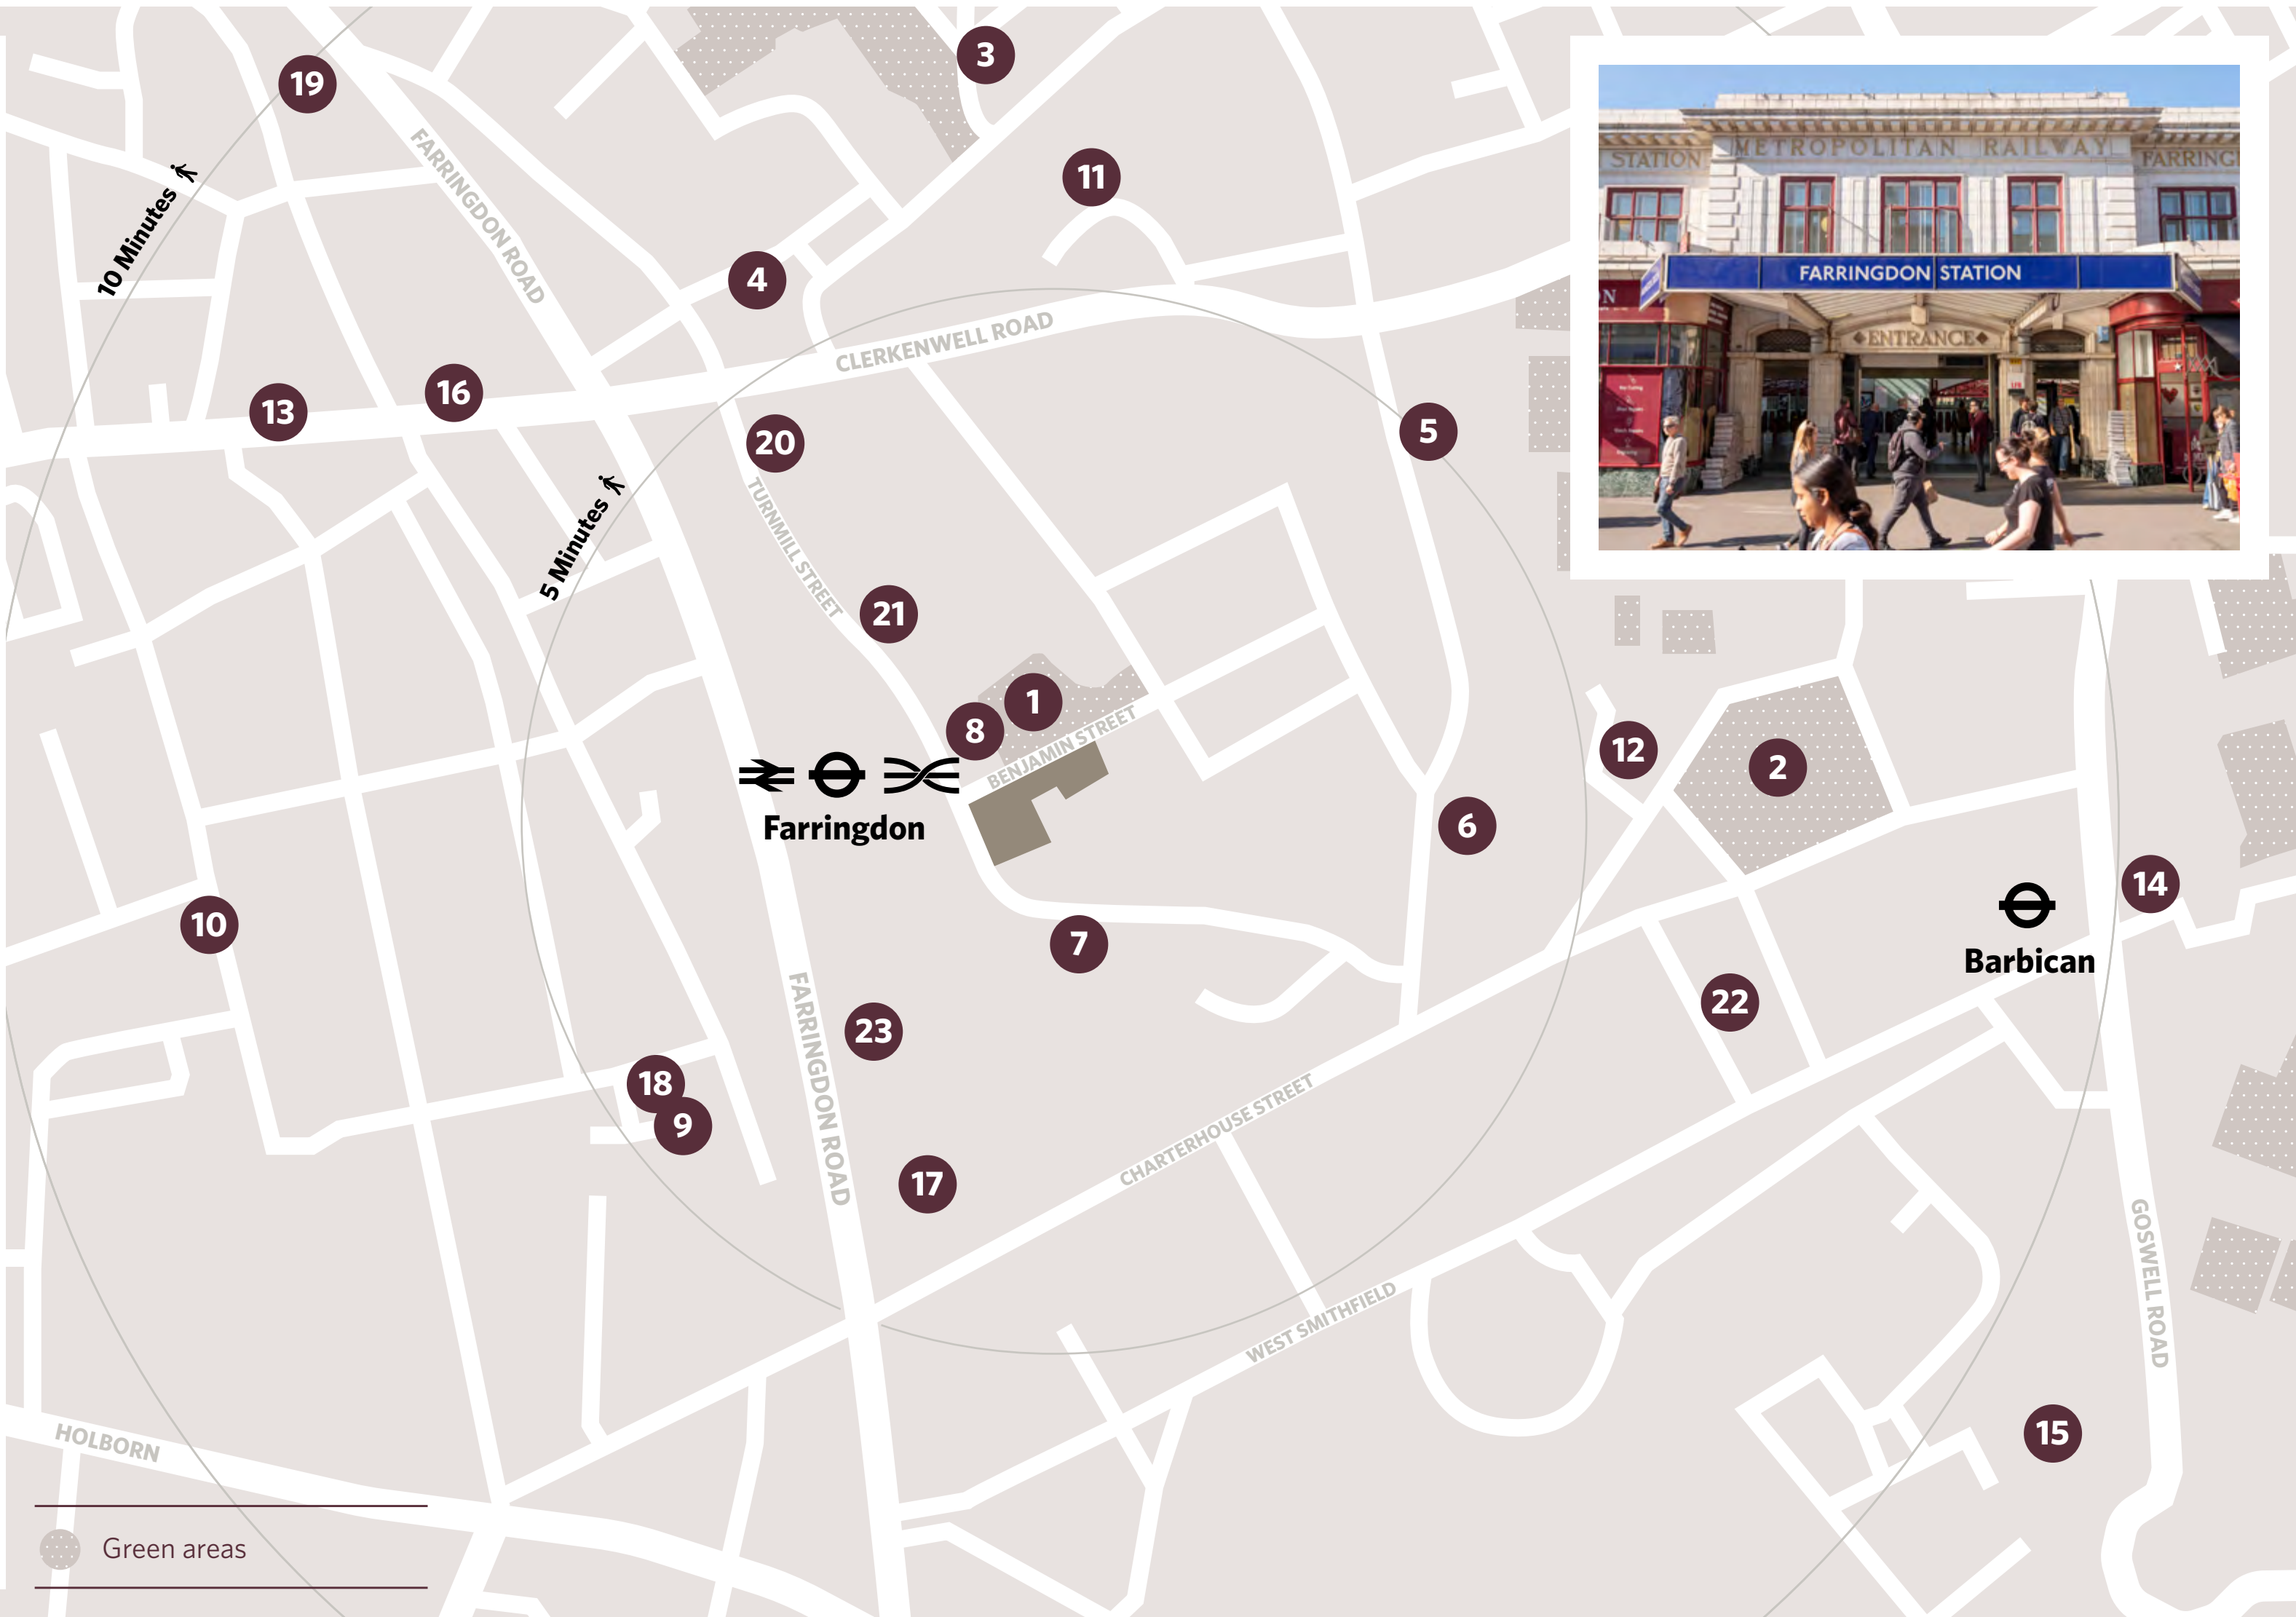 3
19
STATION METROPOLITAN RAILWAY FARRING
11
FARRINGDON ROAD
10 Minutes
FARRINGDON STATION
4
CLERKENWELL ROAD
ENTRANCE
16
13
5
20
5 Minutes
TURNMILL STREET
21
1
8
BENJAMIN STREET
12
2
Farringdon
6
14
10
7
Barbican
22
FARRINGDON ROAD
23
18
9
CHARTERHOUSE STREET
17
GOSWELL ROAD
WEST SMITHFIELD
15
HOLBORN
Green areas